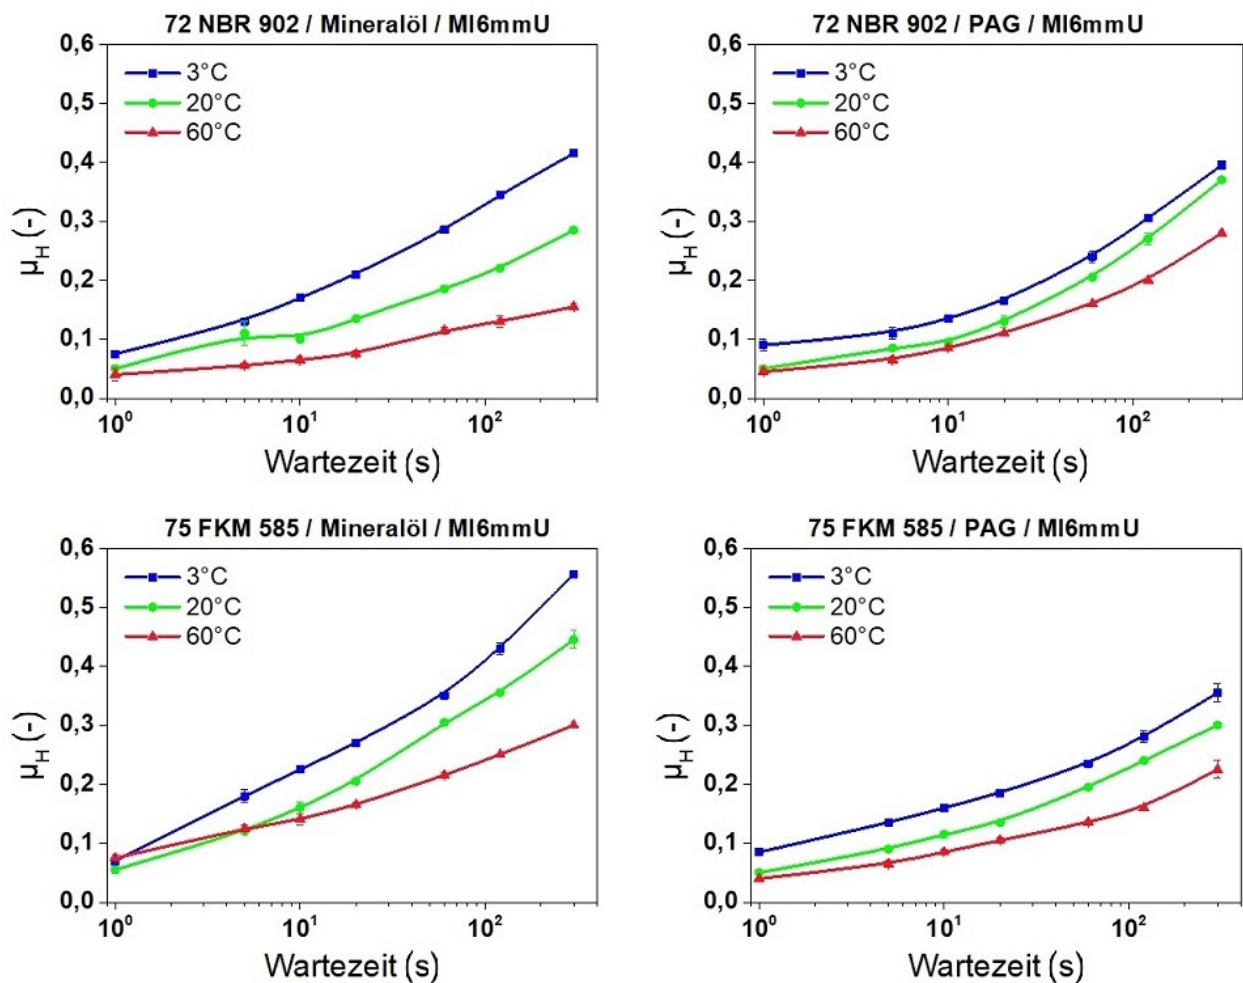 72 NBR 902 / Mineralöl / MI6mmU
0,6
0,5
0,4
0,3
0,2
0,1
0,0
μH (-)
3°C
20°C
60°C
10⁰
10¹
10²
Wartezeit (s)
72 NBR 902 / PAG / MI6mmU
0,6
0,5
0,4
0,3
0,2
0,1
0,0
μH (-)
3°C
20°C
60°C
10⁰
10¹
10²
Wartezeit (s)
75 FKM 585 / Mineralöl / MI6mmU
0,6
0,5
0,4
0,3
0,2
0,1
0,0
μH (-)
3°C
20°C
60°C
10⁰
10¹
10²
Wartezeit (s)
75 FKM 585 / PAG / MI6mmU
0,6
0,5
0,4
0,3
0,2
0,1
0,0
μH (-)
3°C
20°C
60°C
10⁰
10¹
10²
Wartezeit (s)